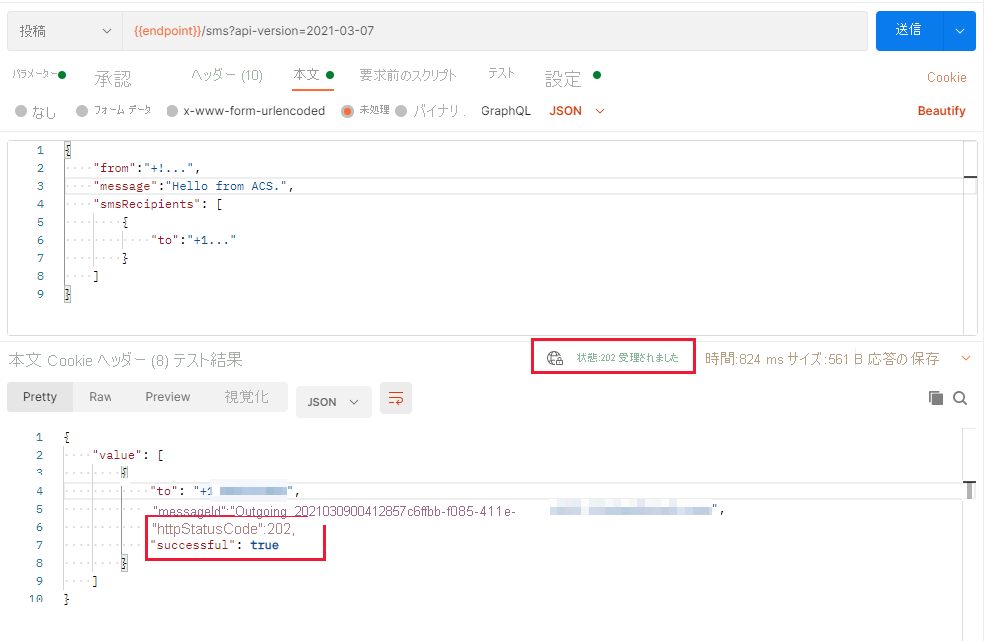 投稿 {{endpoint}}/sms?api-version=2021-03-07 送信
パラメーター 承認 ヘッダー (10) 本文 要求前のスクリプト テスト 設定 Cookie
なし フォーム データ x-www-form-urlencoded 未処理 バイナリ . GraphQL JSON Beautify
1 {
2 "from":"+!...",
3 "message":"Hello from ACS.",
4 "smsRecipients": [
5 {
6 "to":"+1..."
7 }
8 ]
9 }
本文 Cookie ヘッダー (8) テスト結果 状態:202 受理されました 時間:824 ms サイズ:561 B 応答の保存
Pretty Raw Preview 視覚化 JSON
1 {
2 "value": [
3 {
4 "to": "+1 ",
5 "messageId":"Outgoing_2021030900412857c6ffbb-f085-411e- ",
6 "httpStatusCode":202,
7 "successful": true
8 }
9 ]
10 }